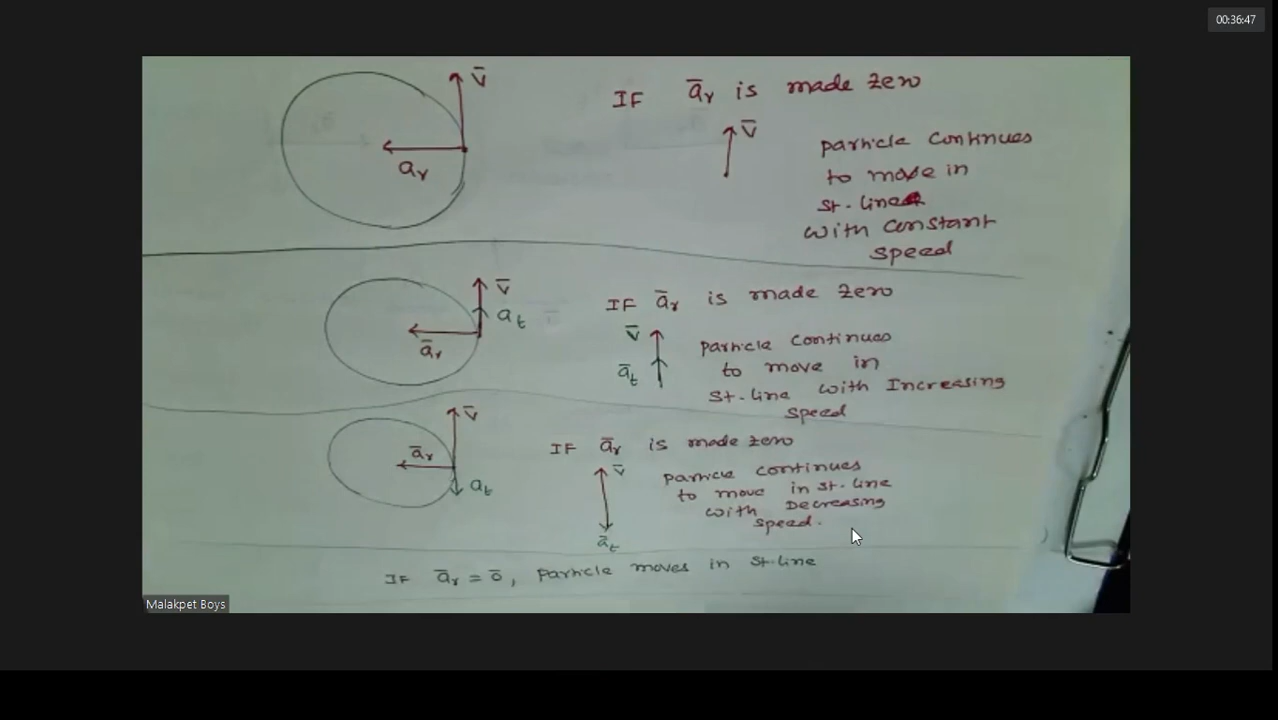 00:36:47
v̄
IF āᵣ is made zero
v̄
aᵣ
particle continues
to move in
st. line
with constant
speed
v̄
aₜ
āᵣ
IF āᵣ is made zero
v̄
āₜ
particle continues
to move in
st. line with Increasing
speed
v̄
āᵣ
aₜ
IF āᵣ is made zero
v̄
āₜ
particle continues
to move in st. line
with Decreasing
speed.
IF āᵣ = ō, particle moves in st. line
Malakpet Boys